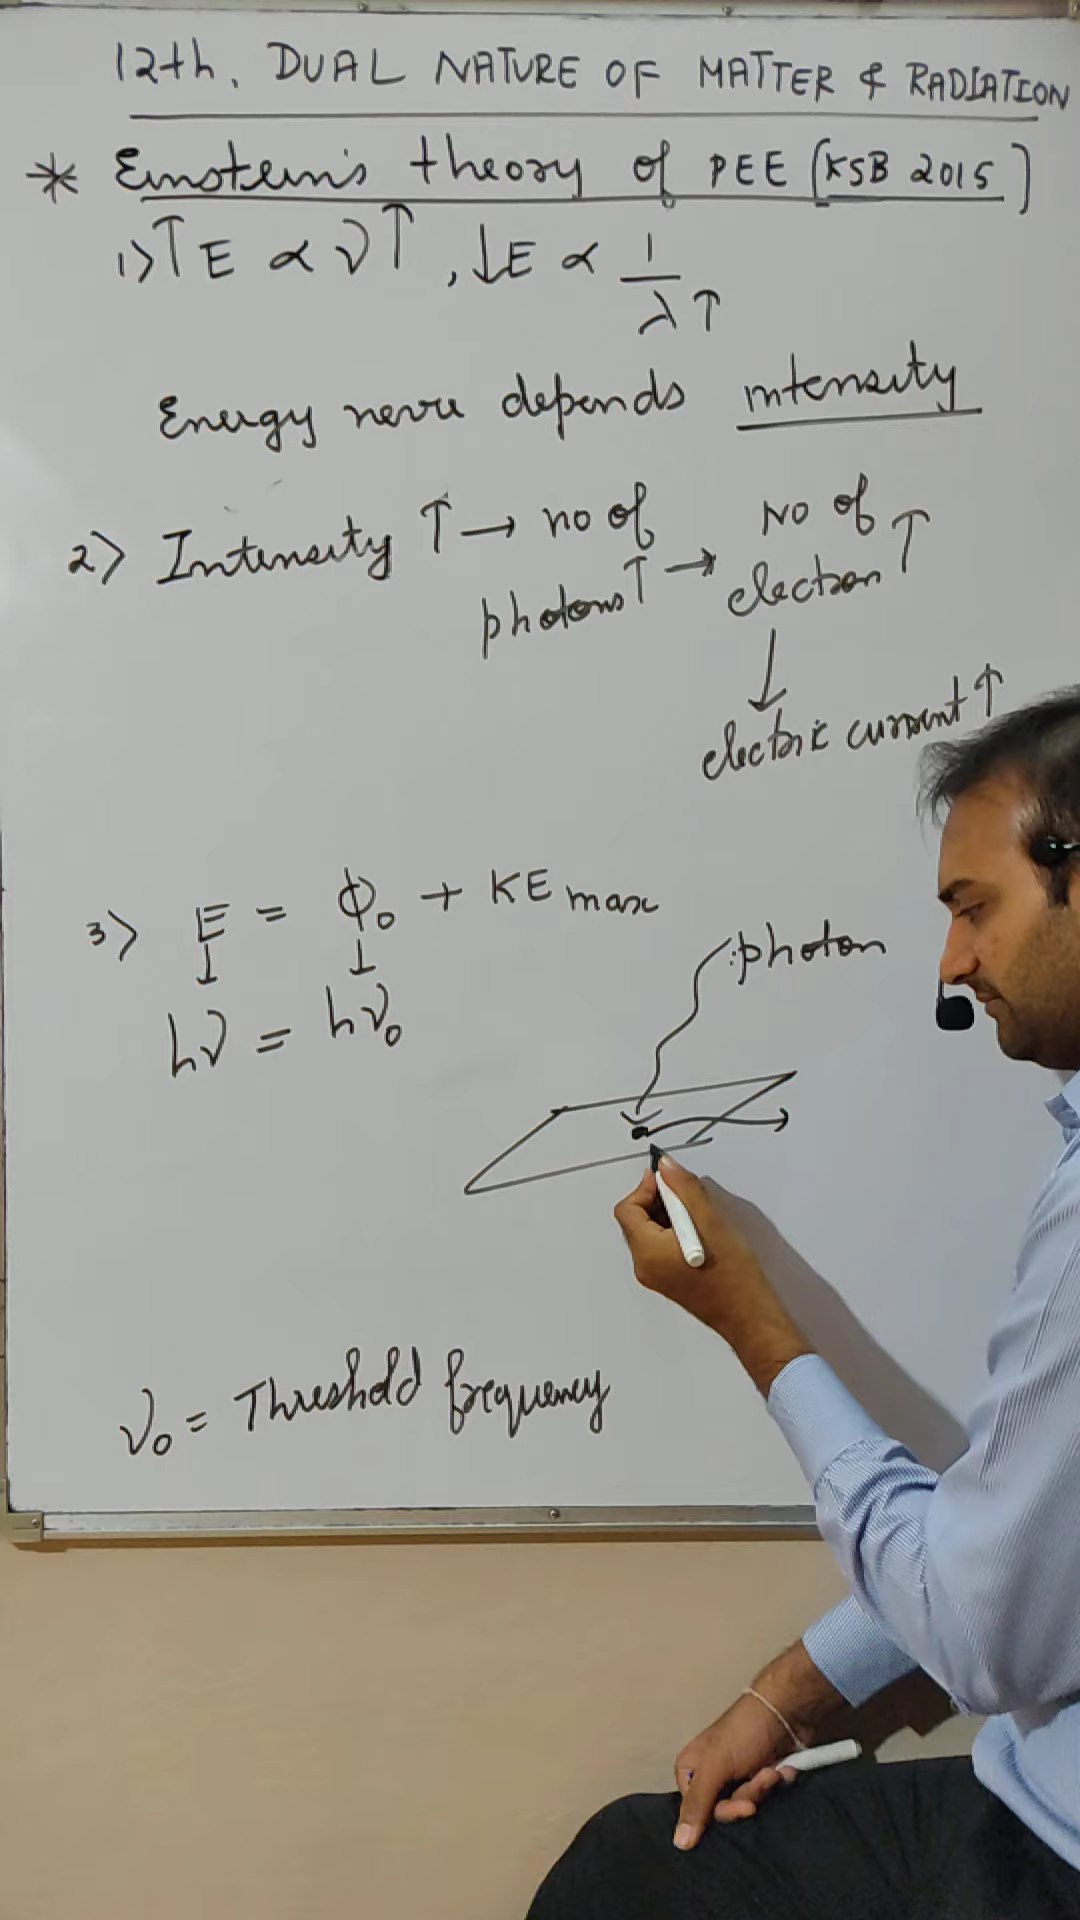 12th. DUAL NATURE OF MATTER & RADIATION
* Einstein's theory of PEE (KSB 2015)
1) ↑E ∝ ν↑, ↓E ∝ 1/λ↑
Energy never depends intensity
2) Intensity ↑ → no of photons ↑ → No of electron ↑
↓
electric current ↑
3) E = ϕ₀ + KE max
↓ ↓
hν = hν₀
photon
ν₀ = Threshold frequency